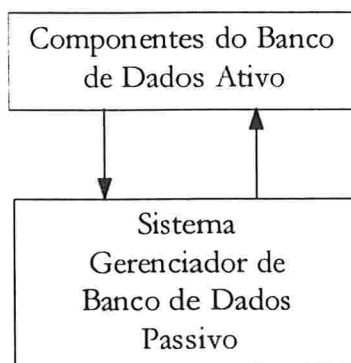 Componentes do Banco
de Dados Ativo
Sistema
Gerenciador de
Banco de Dados
Passivo